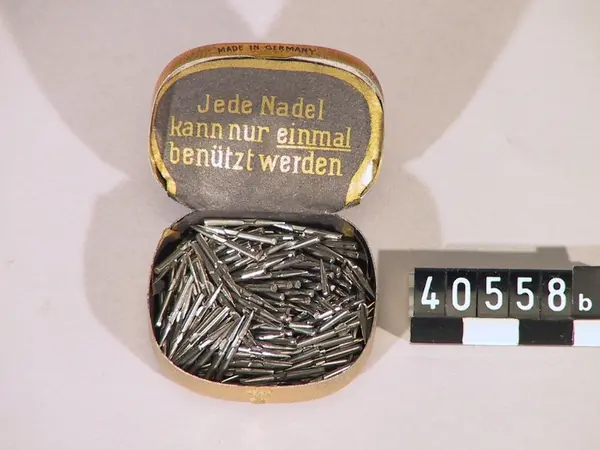 MADE IN GERMANY
Jede Nadel
kann nur einmal
benützt werden
40558b